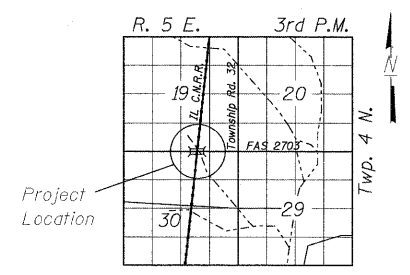 R. 5 E. 3rd P.M.
N
19
IL C.N.R.R.
Township Rd. 32
20
FAS 2703
Twp. 4 N.
Project
Location
30
29